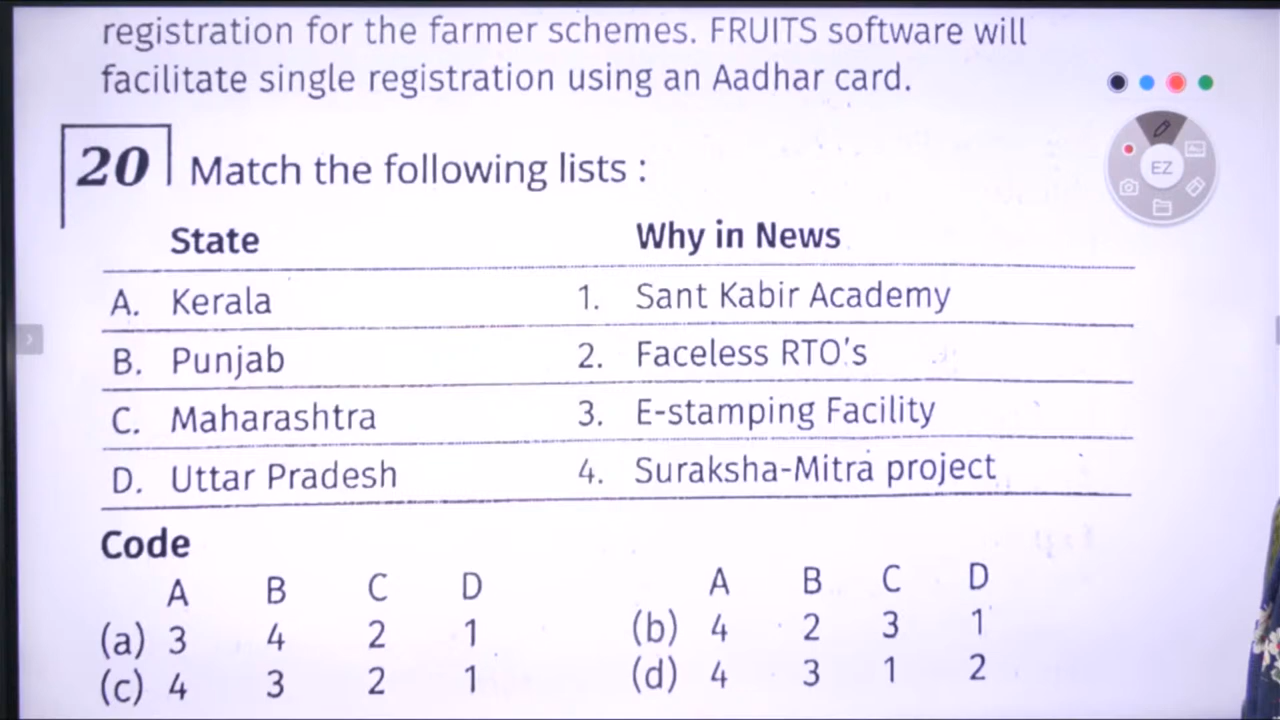 registration for the farmer schemes. FRUITS software will
facilitate single registration using an Aadhar card.
20 Match the following lists :
State Why in News
A. Kerala 1. Sant Kabir Academy
B. Punjab 2. Faceless RTO's
C. Maharashtra 3. E-stamping Facility
D. Uttar Pradesh 4. Suraksha-Mitra project
Code
A B C D A B C D
(a) 3 4 2 1 (b) 4 2 3 1
(c) 4 3 2 1 (d) 4 3 1 2
EZ